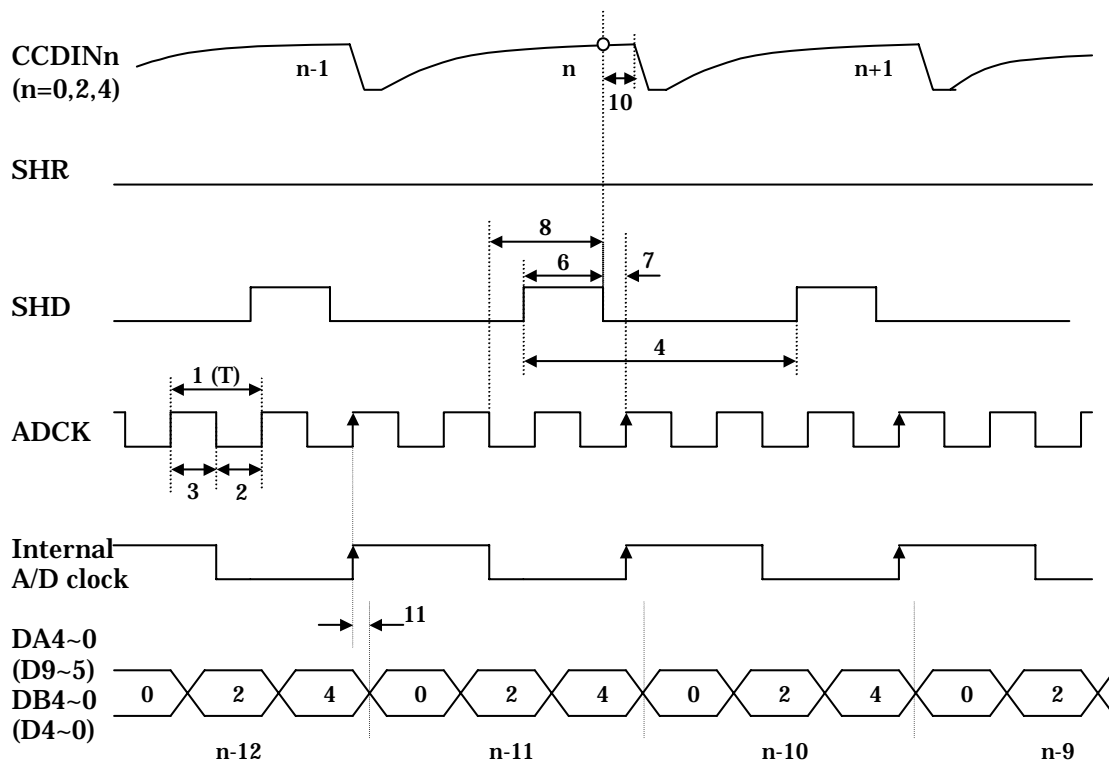 CCDINn
(n=0,2,4)
n-1
n
n+1
10
SHR
8
6
7
SHD
4
1 (T)
ADCK
3
2
Internal
A/D clock
11
DA4~0
(D9~5)
DB4~0
(D4~0)
0 2 4 0 2 4 0 2 4 0 2
n-12 n-11 n-10 n-9